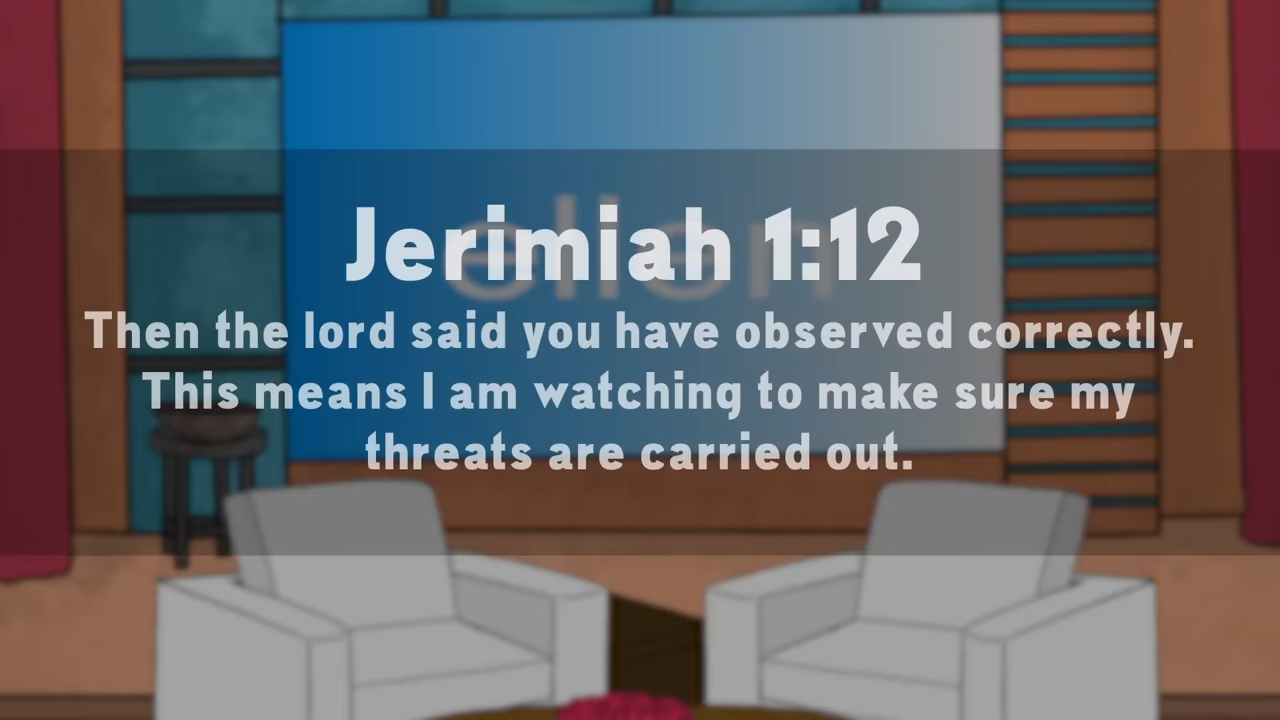 ellen
Jerimiah 1:12
Then the lord said you have observed correctly.
This means I am watching to make sure my
threats are carried out.